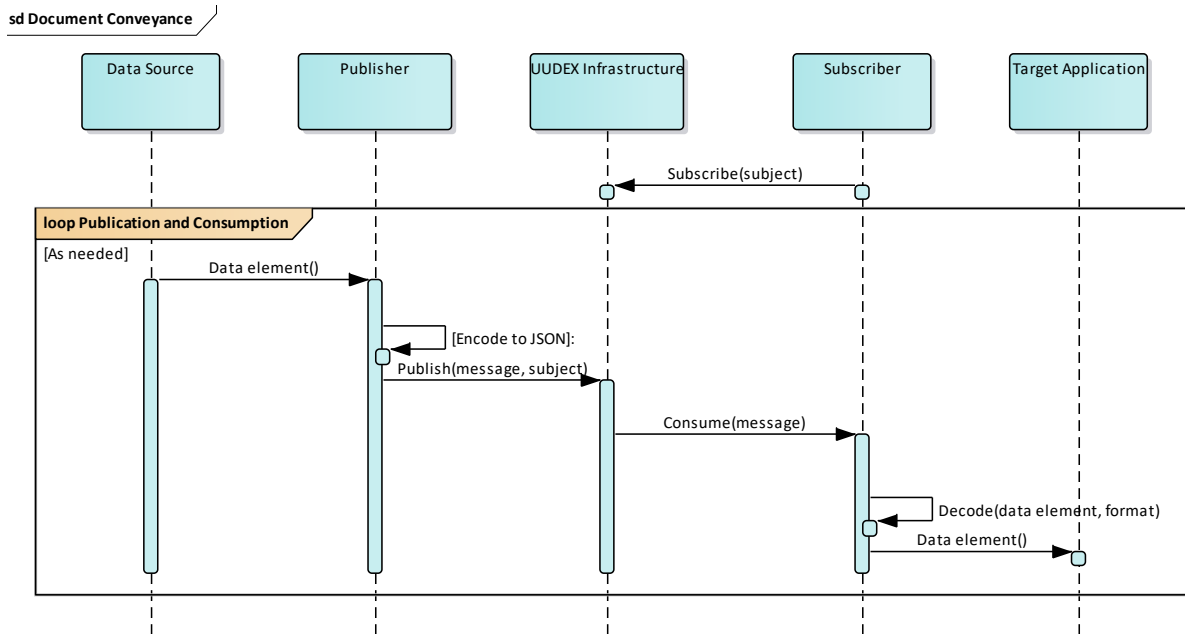 sd Document Conveyance
Data Source
Publisher
UUDEX Infrastructure
Subscriber
Target Application
Subscribe(subject)
loop Publication and Consumption
[As needed]
Data element()
[Encode to JSON]:
Publish(message, subject)
Consume(message)
Decode(data element, format)
Data element()